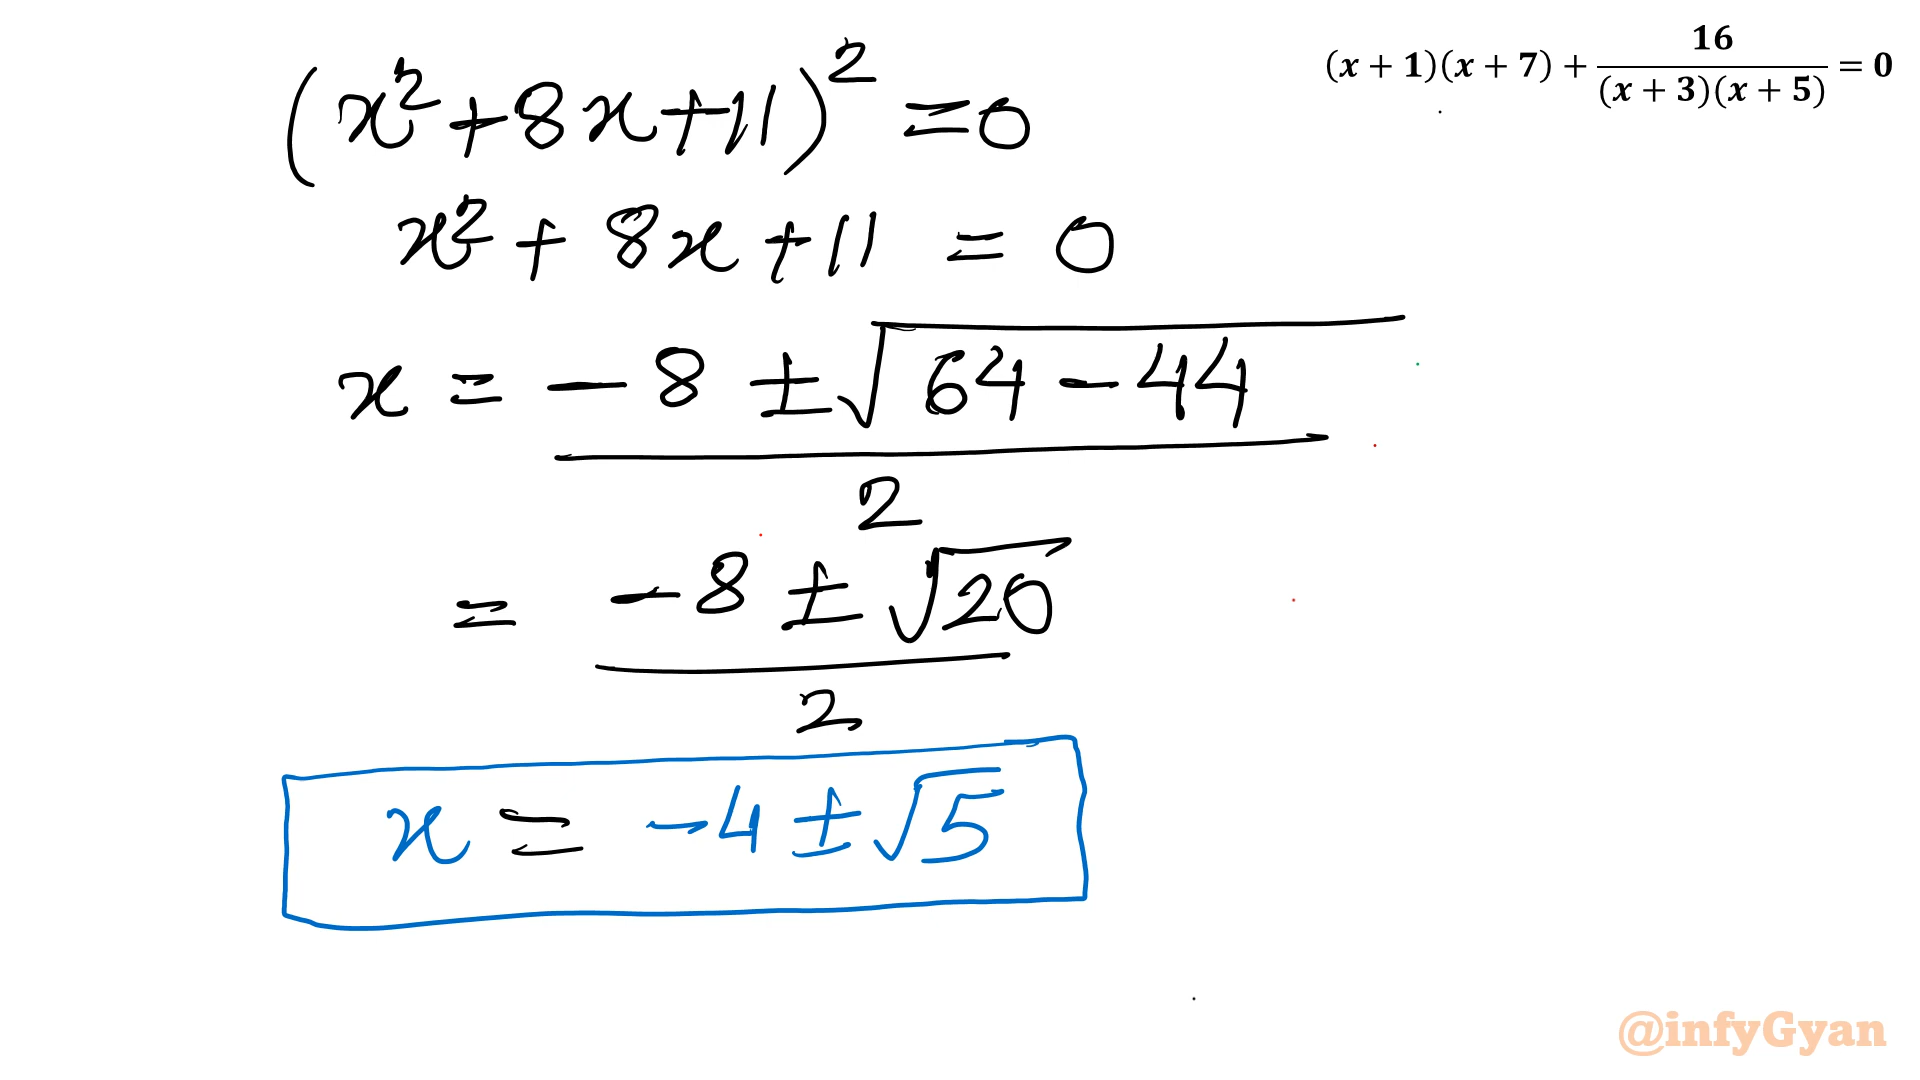 (x + 1)(x + 7) + 16/((x + 3)(x + 5)) = 0
(x² + 8x + 11)² = 0
x² + 8x + 11 = 0
x = (-8 ± √(64 - 44))/2
= (-8 ± √20)/2
x = -4 ± √5
@infyGyan